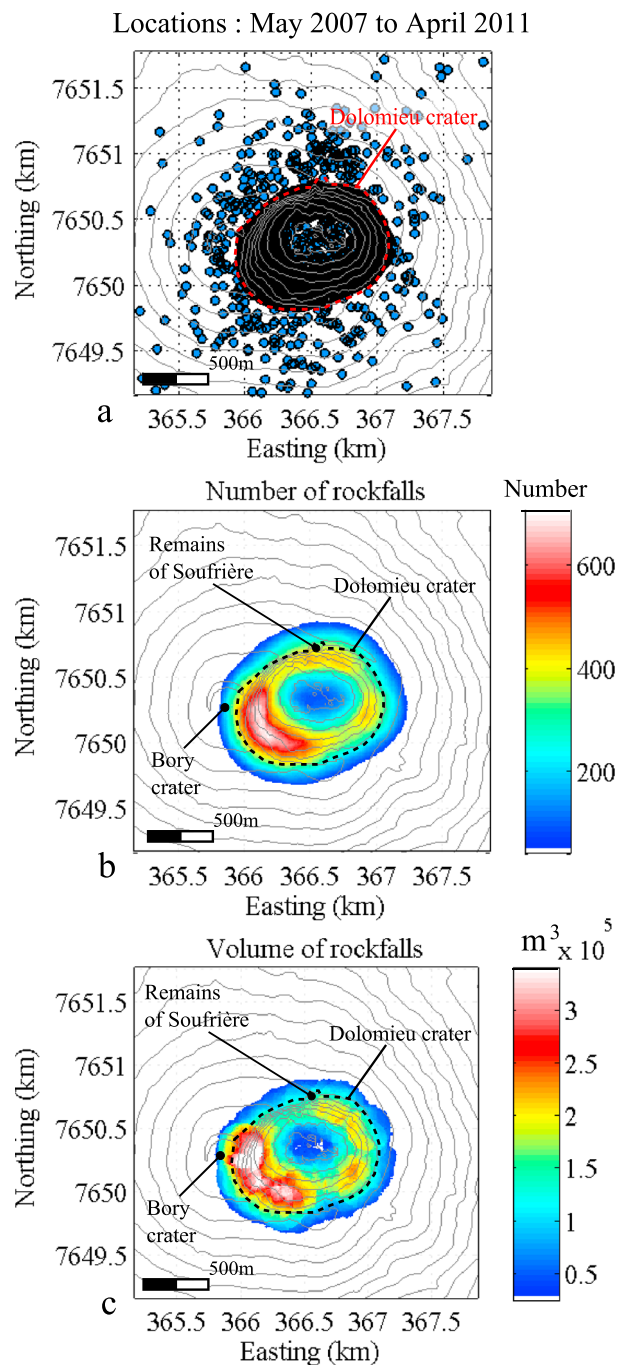 Locations : May 2007 to April 2011
Dolomieu crater
7651.5
7651
7650.5
7650
7649.5
Northing (km)
500m
365.5 366 366.5 367 367.5
Easting (km)
a
Number of rockfalls
Number
Remains
of Soufrière
Dolomieu crater
7651.5
7651
7650.5
7650
7649.5
Northing (km)
Bory
crater
500m
600
400
200
365.5 366 366.5 367 367.5
Easting (km)
b
Volume of rockfalls
m³ x 10⁵
Remains
of Soufrière
Dolomieu crater
7651.5
7651
7650.5
7650
7649.5
Northing (km)
Bory
crater
500m
3
2.5
2
1.5
1
0.5
365.5 366 366.5 367 367.5
Easting (km)
c